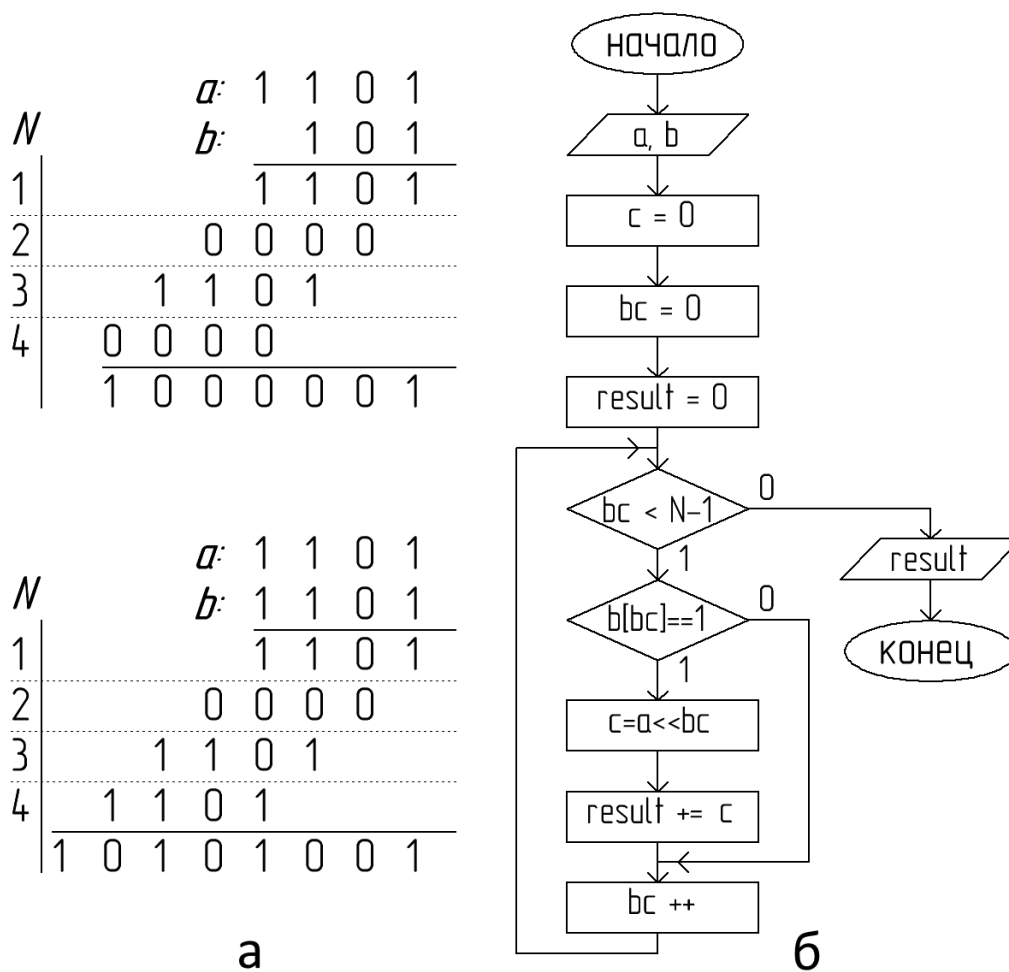 a: 1 1 0 1
N
b: 1 0 1
1 1 1 0 1
2 0 0 0 0
3 1 1 0 1
4 0 0 0 0
1 0 0 0 0 0 1
a: 1 1 0 1
N
b: 1 1 0 1
1 1 1 0 1
2 0 0 0 0
3 1 1 0 1
4 1 1 0 1
1 0 1 0 1 0 0 1
а
начало
a, b
c = 0
bc = 0
result = 0
bc < N-1
0
1
result
конец
b[bc]==1
0
1
c=a<<bc
result += c
bc ++
б